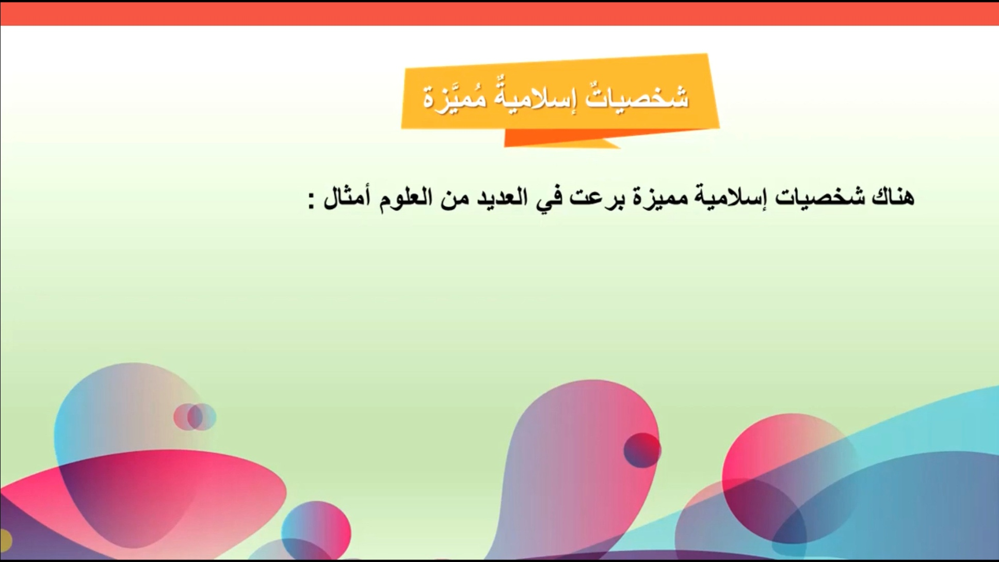 شخصياتٌ إسلاميةٌ مُميَّزة
هناك شخصيات إسلامية مميزة برعت في العديد من العلوم أمثال :